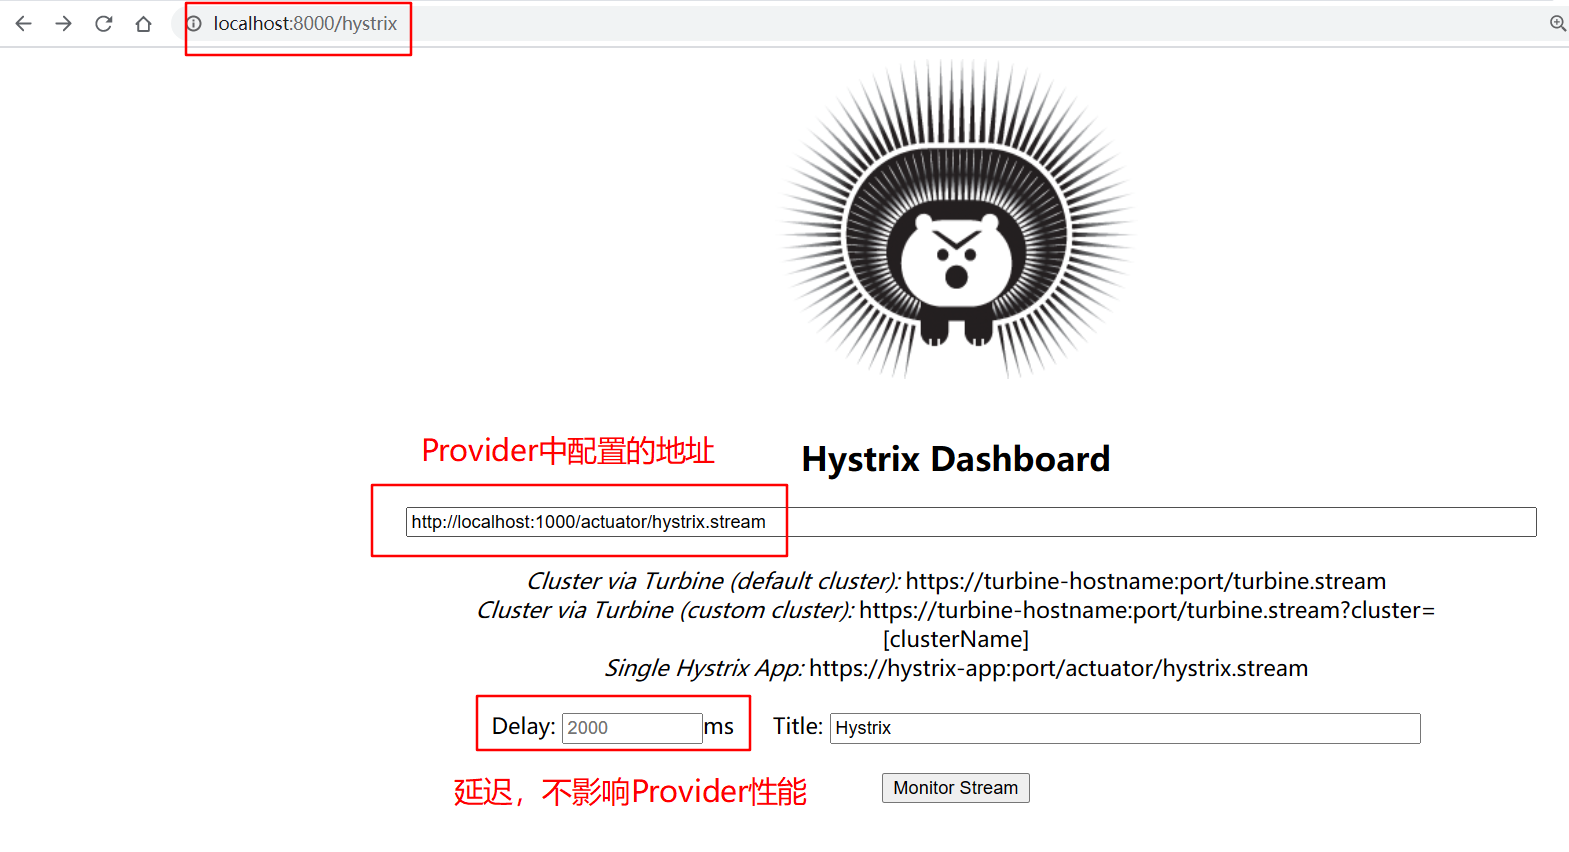 localhost:8000/hystrix
Provider中配置的地址
Hystrix Dashboard
http://localhost:1000/actuator/hystrix.stream
Cluster via Turbine (default cluster): https://turbine-hostname:port/turbine.stream
Cluster via Turbine (custom cluster): https://turbine-hostname:port/turbine.stream?cluster=
[clusterName]
Single Hystrix App: https://hystrix-app:port/actuator/hystrix.stream
Delay: 2000 ms Title: Hystrix
延迟，不影响Provider性能
Monitor Stream